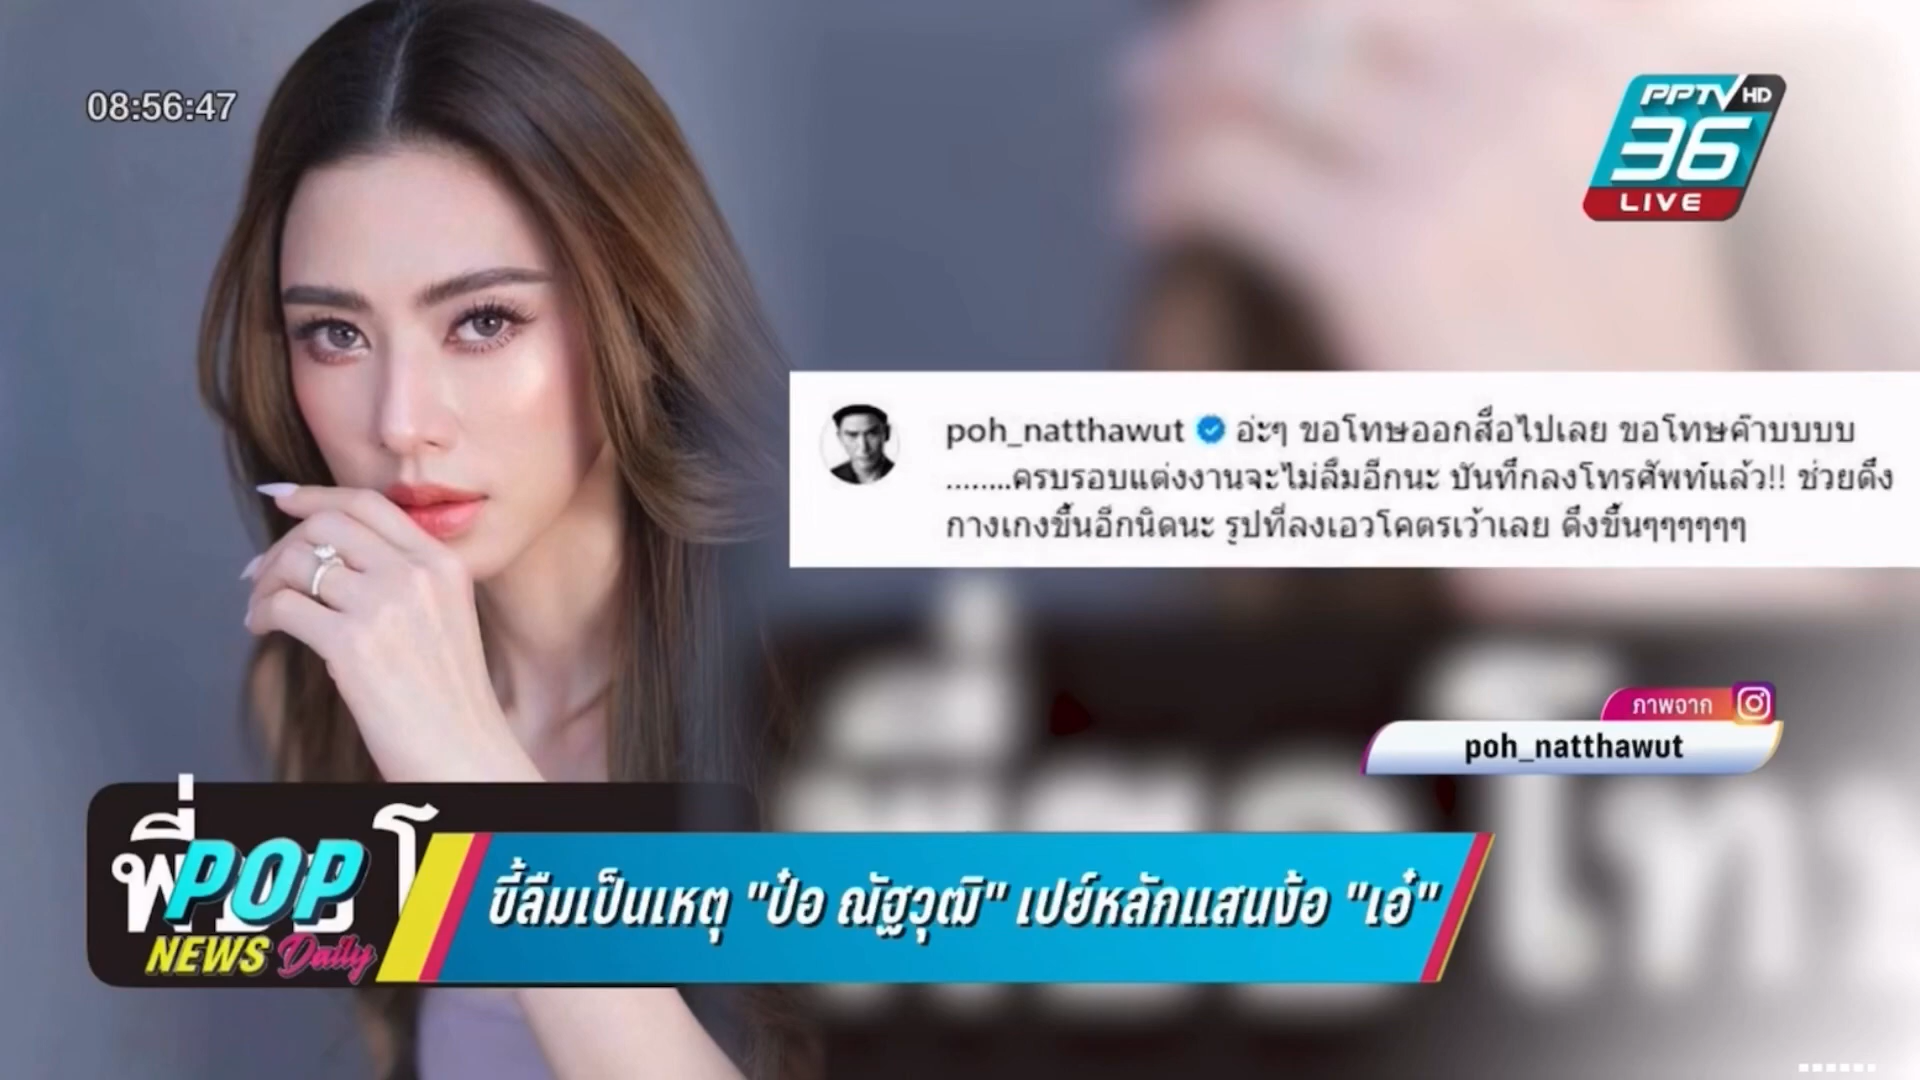 08:56:47
PPTV HD
36
LIVE
poh_natthawut อ่ะๆ ขอโทษออกสื่อไปเลย ขอโทษค๊าบบบบ
........ครบรอบแต่งงานจะไม่ลืมอีกนะ บันทึกลงโทรศัพท์แล้ว!! ช่วยดึง
กางเกงขึ้นอีกนิดนะ รูปที่ลงเอวโคตรเว้าเลย ดึงขึ้นๆๆๆๆๆๆ
ภาพจาก
poh_natthawut
POP
NEWS Daily
ขี้ลืมเป็นเหตุ "ป๋อ ณัฐวุฒิ" เปย์หลักแสนง้อ "เอ๋"